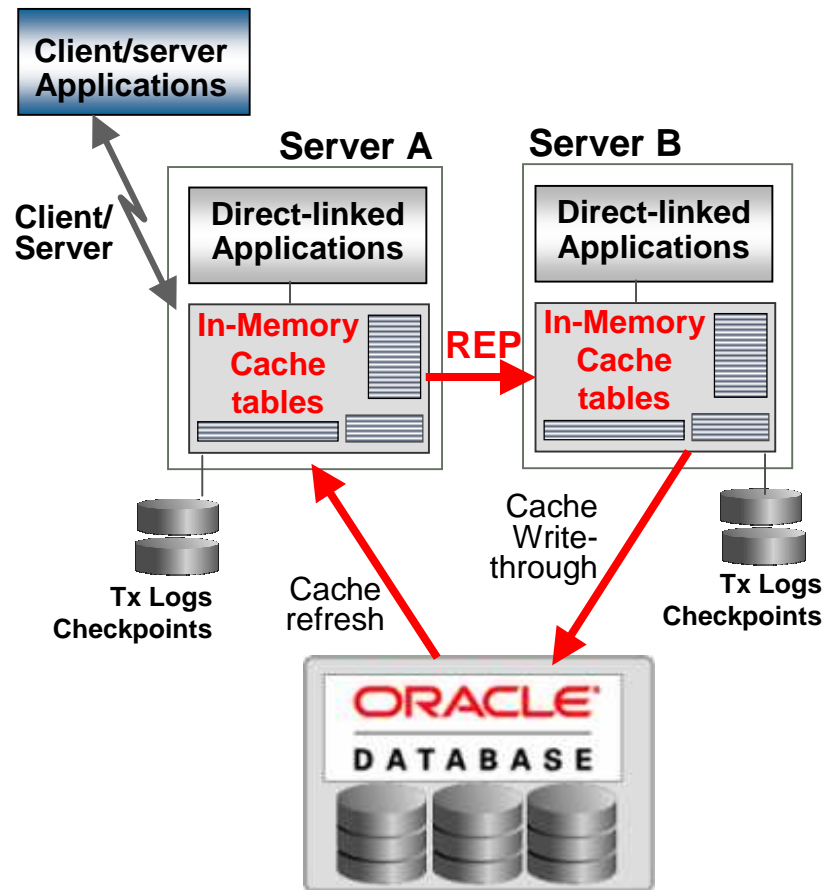 Client/server
Applications
Server A
Server B
Client/
Server
Direct-linked
Applications
Direct-linked
Applications
In-Memory
Cache
tables
REP
In-Memory
Cache
tables
Cache
Write-
through
Cache
refresh
Tx Logs
Checkpoints
Tx Logs
Checkpoints
ORACLE
DATABASE